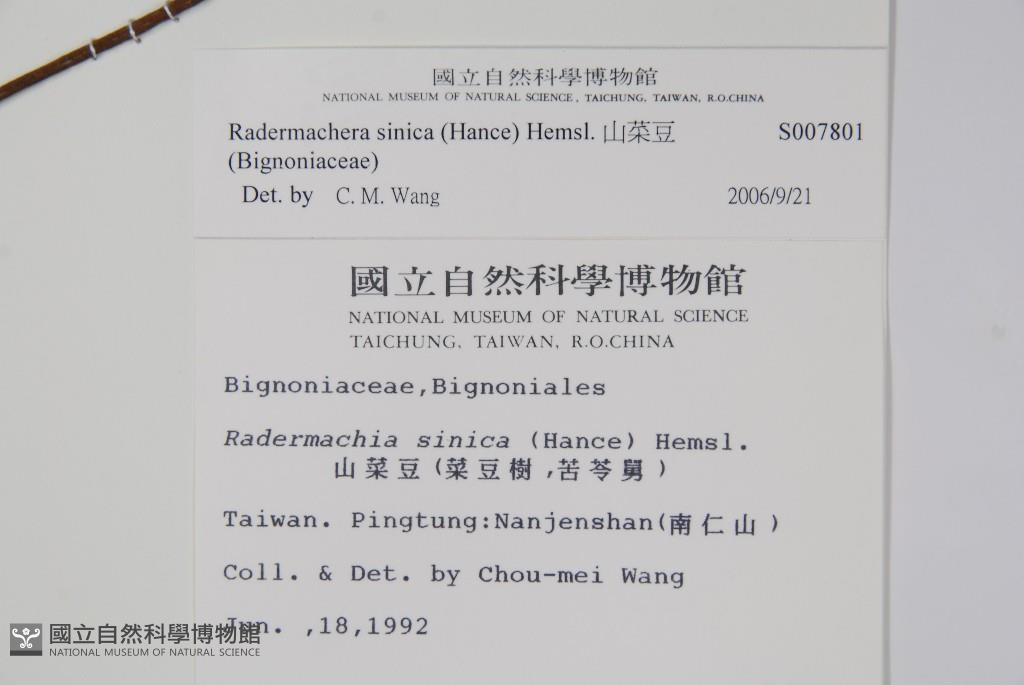 國立自然科學博物館
NATIONAL MUSEUM OF NATURAL SCIENCE, TAICHUNG, TAIWAN, R.O.CHINA
Radermachera sinica (Hance) Hemsl. 山菜豆 S007801
(Bignoniaceae)
Det. by C. M. Wang 2006/9/21
國立自然科學博物館
NATIONAL MUSEUM OF NATURAL SCIENCE
TAICHUNG, TAIWAN, R.O.CHINA
Bignoniaceae,Bignoniales
Radermachia sinica (Hance) Hemsl.
山菜豆(菜豆樹,苦苓舅)
Taiwan. Pingtung:Nanjenshan(南仁山)
Coll. & Det. by Chou-mei Wang
,18,1992
國立自然科學博物館
NATIONAL MUSEUM OF NATURAL SCIENCE